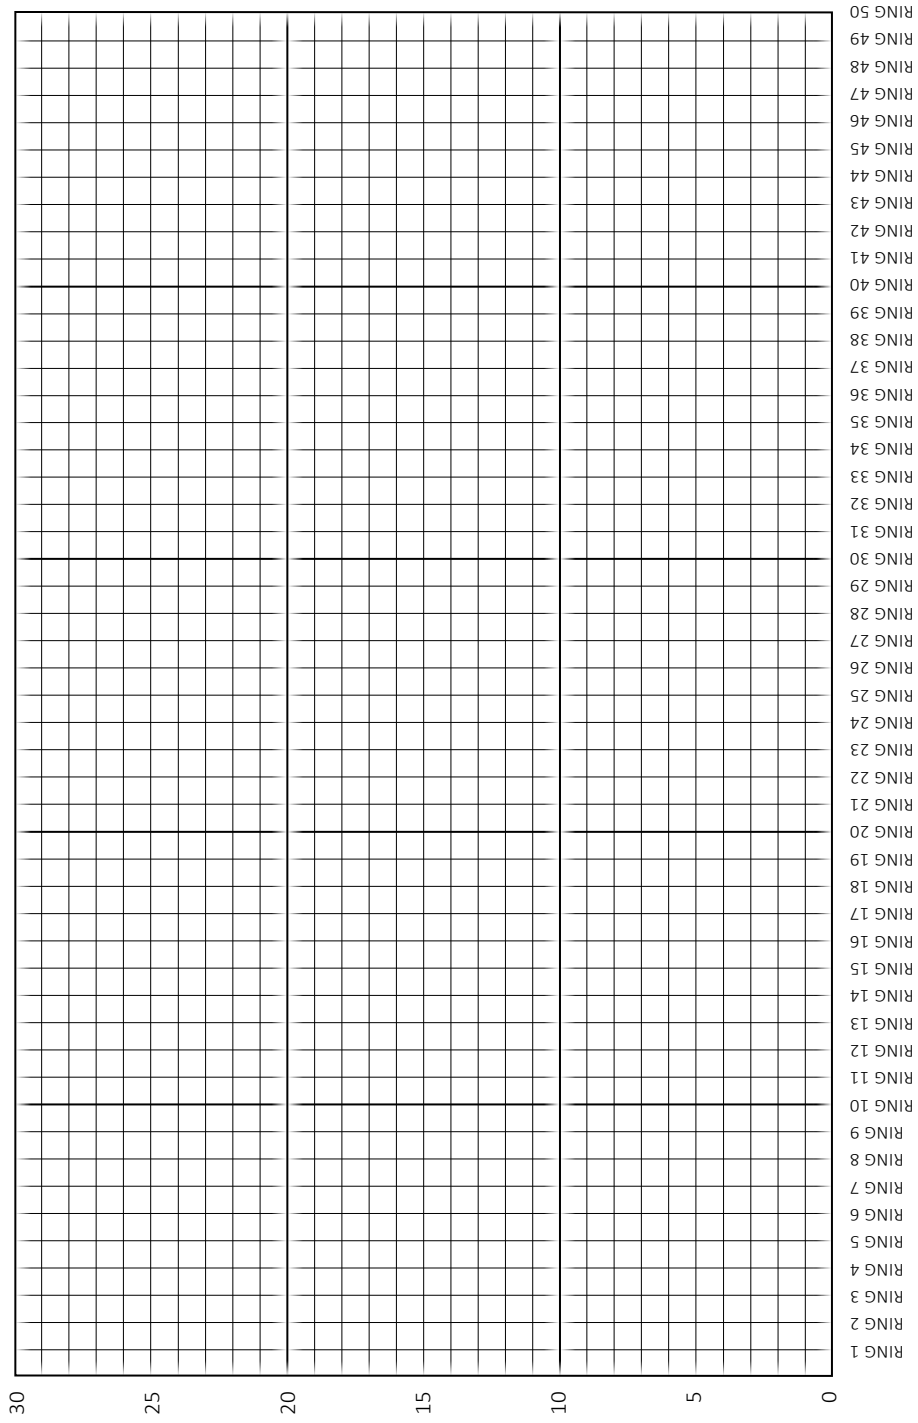 RING 50
RING 49
RING 48
RING 47
RING 46
RING 45
RING 44
RING 43
RING 42
RING 41
RING 40
RING 39
RING 38
RING 37
RING 36
RING 35
RING 34
RING 33
RING 32
RING 31
RING 30
RING 29
RING 28
RING 27
RING 26
RING 25
RING 24
RING 23
RING 22
RING 21
RING 20
RING 19
RING 18
RING 17
RING 16
RING 15
RING 14
RING 13
RING 12
RING 11
RING 10
RING 9
RING 8
RING 7
RING 6
RING 5
RING 4
RING 3
RING 2
RING 1
30
25
20
15
10
5
0